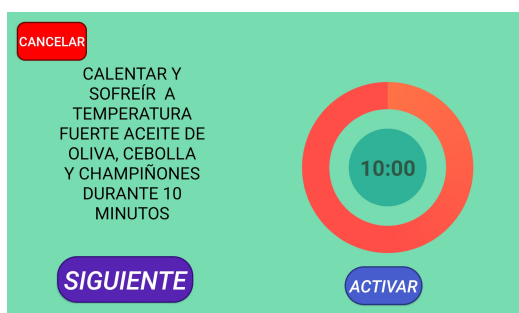 CANCELAR
CALENTAR Y
SOFREÍR A
TEMPERATURA
FUERTE ACEITE DE
OLIVA, CEBOLLA
Y CHAMPIÑONES
DURANTE 10
MINUTOS
10:00
SIGUIENTE
ACTIVAR